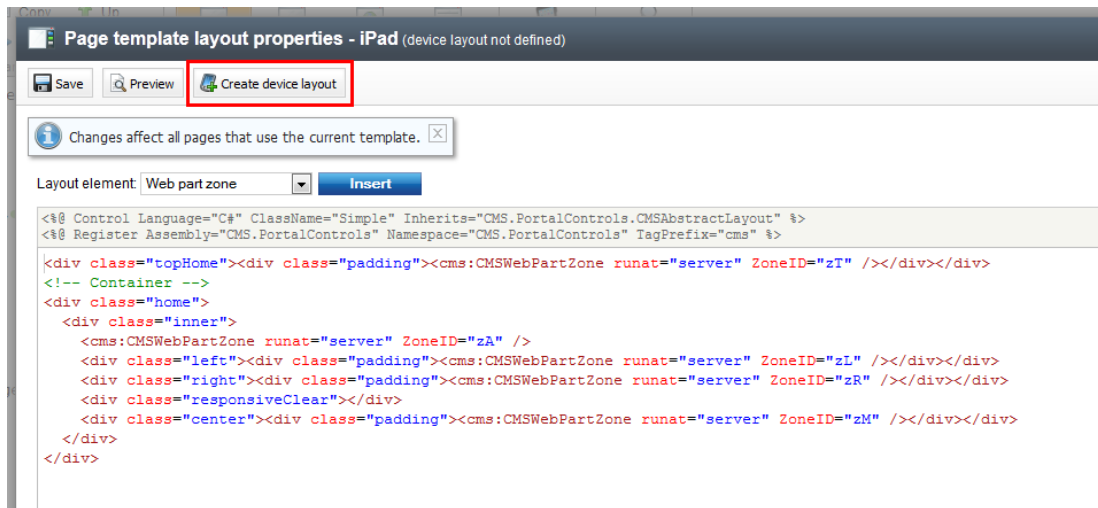 Copy Up
Page template layout properties - iPad (device layout not defined)
Save Preview Create device layout
Changes affect all pages that use the current template.
Layout element: Web part zone Insert
<%@ Control Language="C#" ClassName="Simple" Inherits="CMS.PortalControls.CMSAbstractLayout" %>
<%@ Register Assembly="CMS.PortalControls" Namespace="CMS.PortalControls" TagPrefix="cms" %>
<div class="topHome"><div class="padding"><cms:CMSWebPartZone runat="server" ZoneID="zT" /></div></div>
<!-- Container -->
<div class="home">
<div class="inner">
<cms:CMSWebPartZone runat="server" ZoneID="zA" />
<div class="left"><div class="padding"><cms:CMSWebPartZone runat="server" ZoneID="zL" /></div></div>
<div class="right"><div class="padding"><cms:CMSWebPartZone runat="server" ZoneID="zR" /></div></div>
<div class="responsiveClear"></div>
<div class="center"><div class="padding"><cms:CMSWebPartZone runat="server" ZoneID="zM" /></div></div>
</div>
</div>